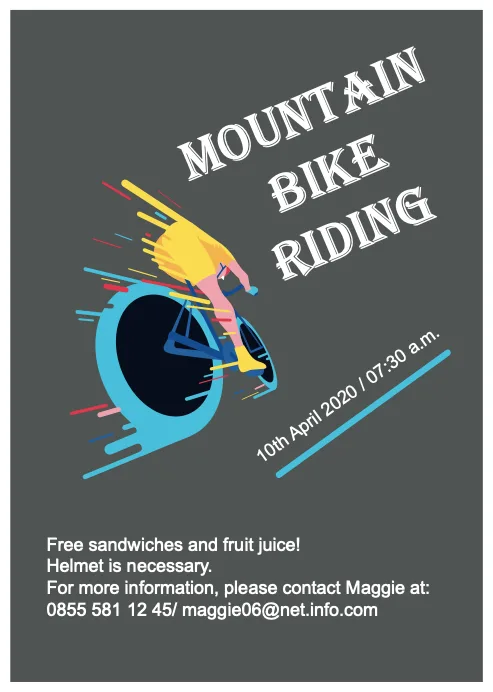 MOUNTAIN
BIKE
RIDING
10th April 2020 / 07:30 a.m.
Free sandwiches and fruit juice!
Helmet is necessary.
For more information, please contact Maggie at:
0855 581 12 45/ maggie06@net.info.com